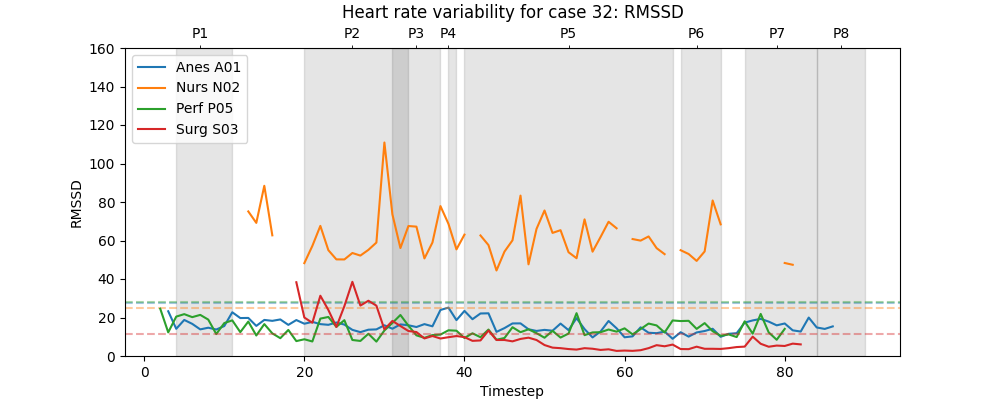 Heart rate variability for case 32: RMSSD
P1 P2 P3 P4 P5 P6 P7 P8
160
140
120
100
80
60
40
20
0
RMSSD
Anes A01
Nurs N02
Perf P05
Surg S03
0 20 40 60 80
Timestep